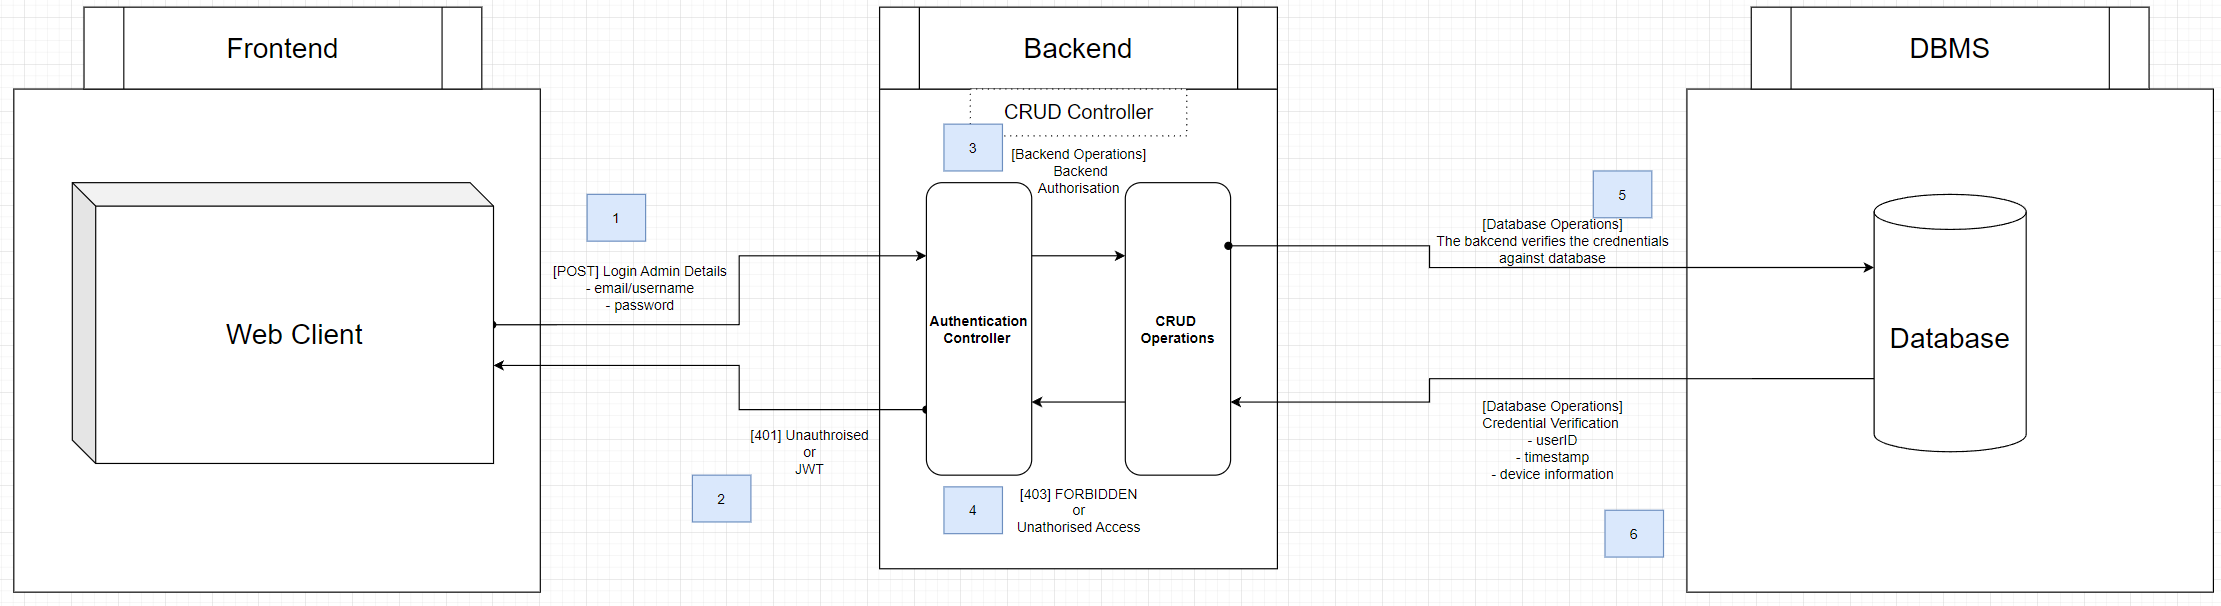 Frontend
Backend
DBMS
CRUD Controller
3
[Backend Operations]
Backend
Authorisation
1
[POST] Login Admin Details
- email/username
- password
Web Client
Authentication
Controller
CRUD
Operations
5
[Database Operations]
The bakcend verifies the crednentials
against database
Database
[401] Unauthroised
or
JWT
2
4
[403] FORBIDDEN
or
Unathorised Access
[Database Operations]
Credential Verification
- userID
- timestamp
- device information
6